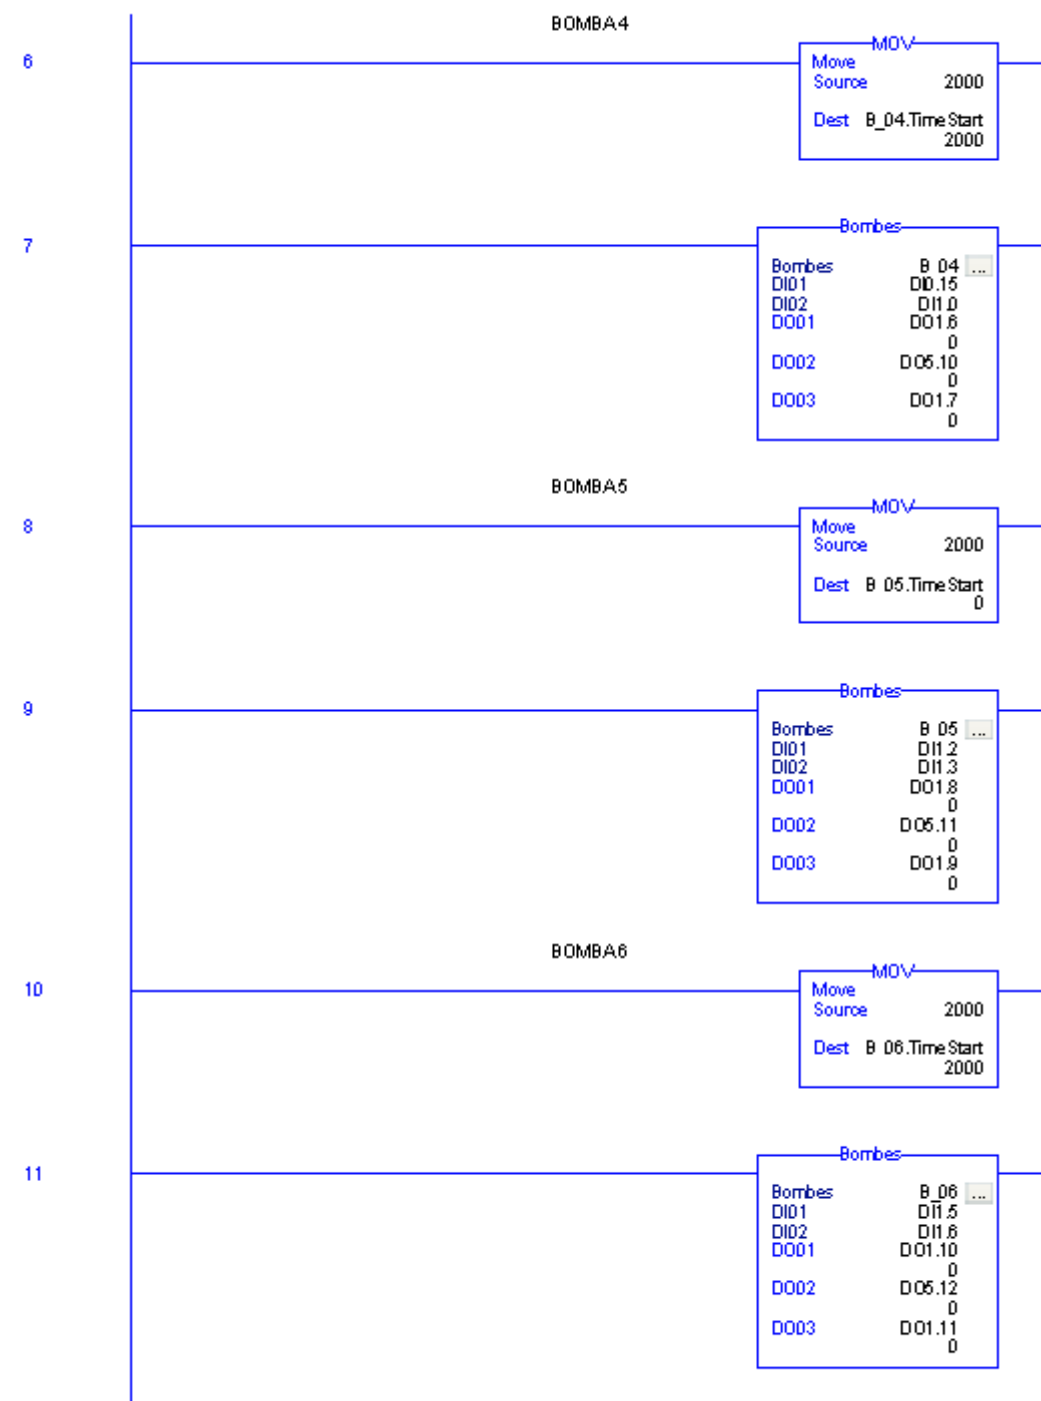 BOMBA4
6
MOV
Move
Source 2000
Dest B_04.TimeStart
2000
7
Bombes
Bombes B_04 ...
DI01 DI0.15
DI02 DI1.0
DO01 DO1.6
0
DO02 DO5.10
0
DO03 DO1.7
0
BOMBA5
8
MOV
Move
Source 2000
Dest B_05.TimeStart
0
9
Bombes
Bombes B_05 ...
DI01 DI1.2
DI02 DI1.3
DO01 DO1.8
0
DO02 DO5.11
0
DO03 DO1.9
0
BOMBA6
10
MOV
Move
Source 2000
Dest B_06.TimeStart
2000
11
Bombes
Bombes B_06 ...
DI01 DI1.5
DI02 DI1.6
DO01 DO1.10
0
DO02 DO5.12
0
DO03 DO1.11
0